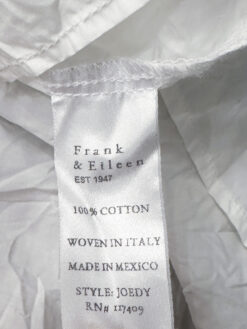 Frank
& Eileen
EST 1947
100% COTTON
WOVEN IN ITALY
MADE IN MEXICO
STYLE: JOEDY
RN# 117409